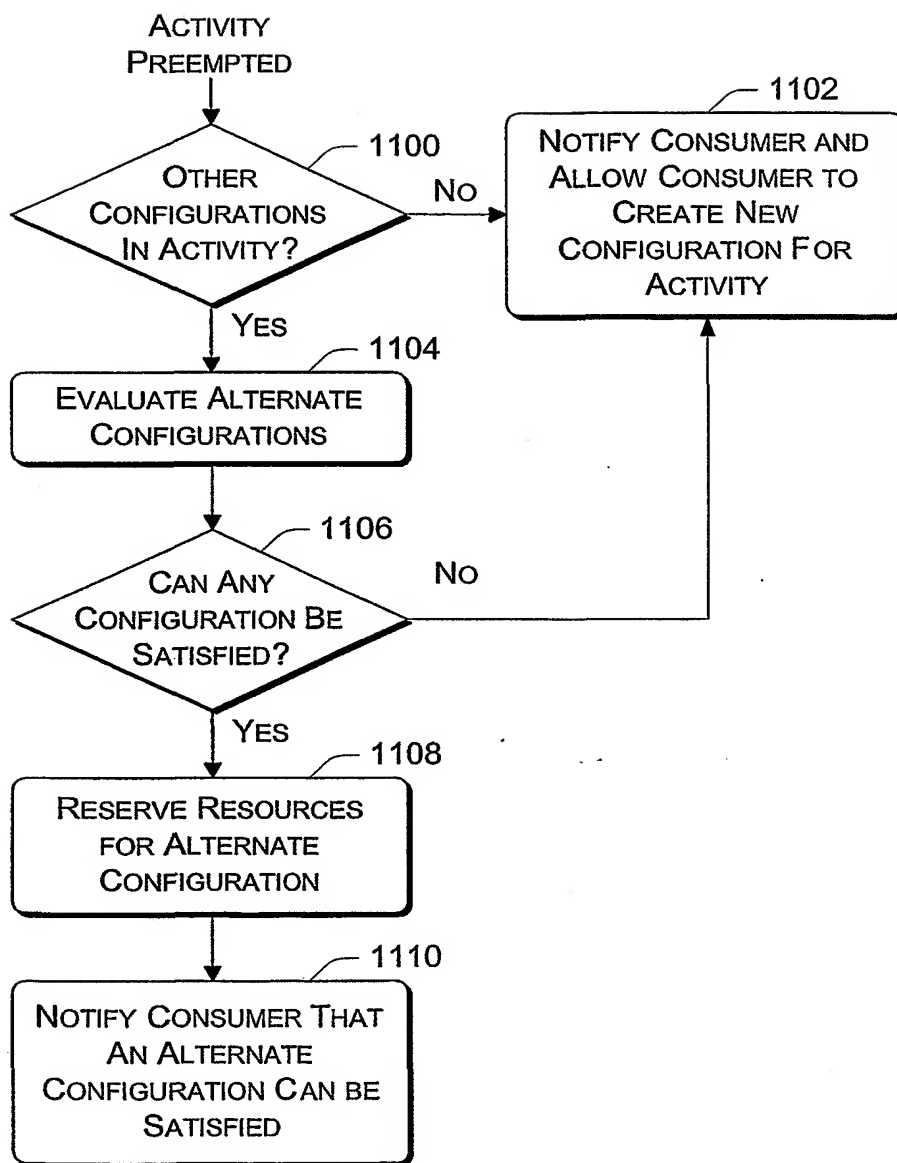 ACTIVITY
PREEMPTED
1100
OTHER
CONFIGURATIONS
IN ACTIVITY?
NO
1102
NOTIFY CONSUMER AND
ALLOW CONSUMER TO
CREATE NEW
CONFIGURATION FOR
ACTIVITY
YES
1104
EVALUATE ALTERNATE
CONFIGURATIONS
1106
CAN ANY
CONFIGURATION BE
SATISFIED?
NO
YES
1108
RESERVE RESOURCES
FOR ALTERNATE
CONFIGURATION
1110
NOTIFY CONSUMER THAT
AN ALTERNATE
CONFIGURATION CAN BE
SATISFIED